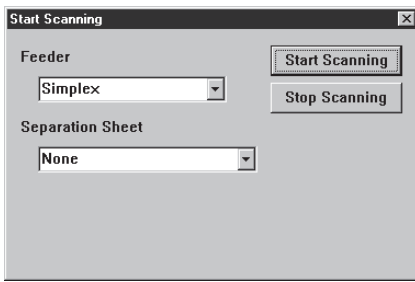 Start Scanning
Feeder
Simplex
Start Scanning
Stop Scanning
Separation Sheet
None